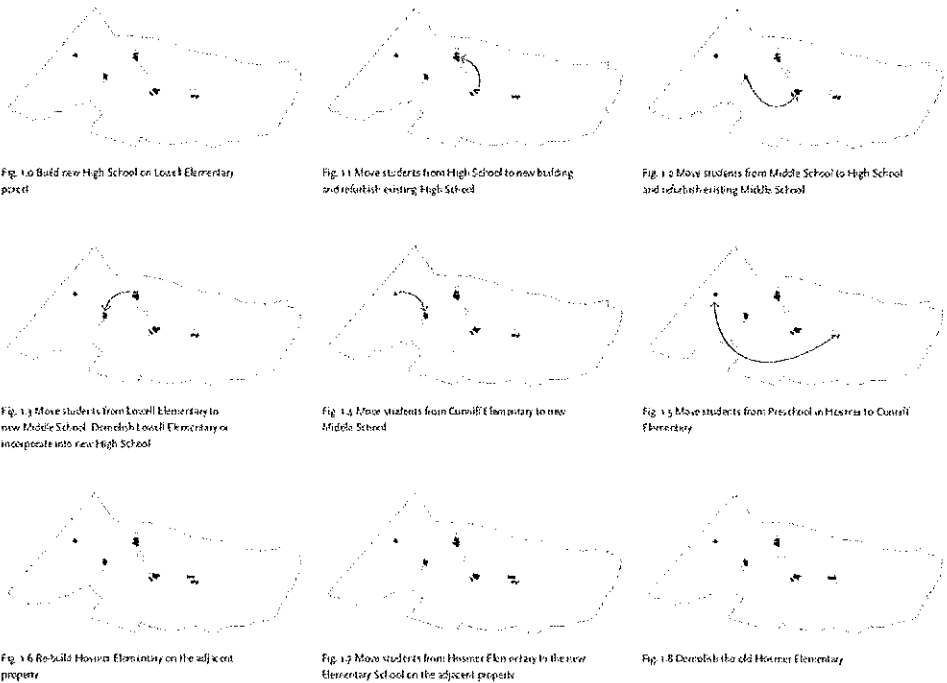 Fig. 1.0 Build new High School on Lowell Elementary
parcel
Fig. 1.1 Move students from High School to new building
and refurbish existing High School
Fig. 1.2 Move students from Middle School to High School
and refurbish existing Middle School
Fig. 1.3 Move students from Lowell Elementary to
new Middle School. Demolish Lowell Elementary or
incorporate into new High School
Fig. 1.4 Move students from Cunniff Elementary to new
Middle School
Fig. 1.5 Move students from Preschool in Hosmer to Cunniff
Elementary
Fig. 1.6 Re-build Hosmer Elementary on the adjacent
property
Fig. 1.7 Move students from Hosmer Elementary to the new
Elementary School on the adjacent property
Fig. 1.8 Demolish the old Hosmer Elementary